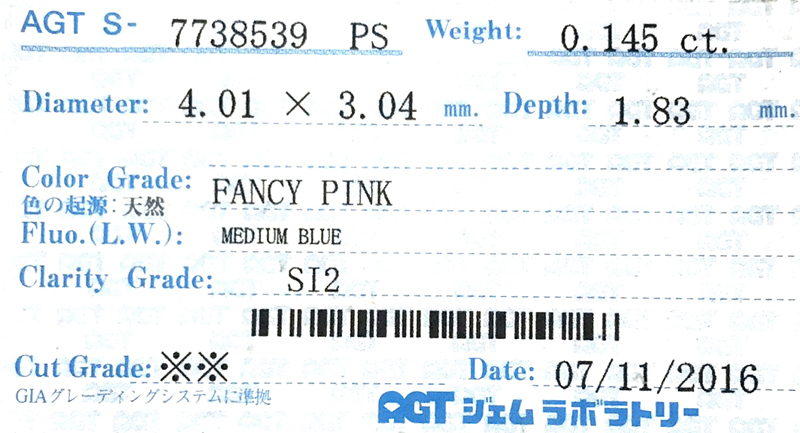 AGT S- 7738539 PS Weight: 0.145 ct.
Diameter: 4.01 × 3.04 mm. Depth: 1.83 mm.
Color Grade: FANCY PINK
色の起源: 天然
Fluo.(L.W.): MEDIUM BLUE
Clarity Grade: SI2
Cut Grade: ※※ Date: 07/11/2016
GIAグレーディングシステムに準拠
AGT ジェム ラボラトリー